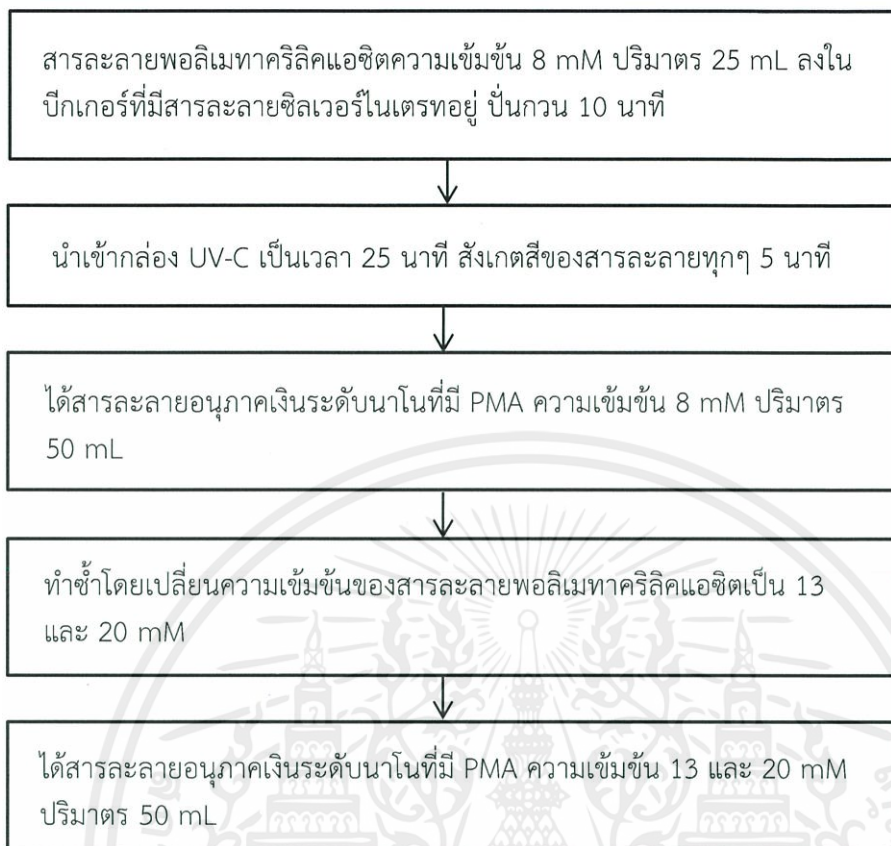 สารละลายพอลิเมทาคริลิคแอซิตความเข้มข้น 8 mM ปริมาตร 25 mL ลงใน
บีกเกอร์ที่มีสารละลายซิลเวอร์ไนเตรทอยู่ ปั่นกวน 10 นาที
นำเข้ากล่อง UV-C เป็นเวลา 25 นาที สังเกตสีของสารละลายทุกๆ 5 นาที
ได้สารละลายอนุภาคเงินระดับนาโนที่มี PMA ความเข้มข้น 8 mM ปริมาตร
50 mL
ทำซ้ำโดยเปลี่ยนความเข้มข้นของสารละลายพอลิเมทาคริลิคแอซิตเป็น 13
และ 20 mM
ได้สารละลายอนุภาคเงินระดับนาโนที่มี PMA ความเข้มข้น 13 และ 20 mM
ปริมาตร 50 mL